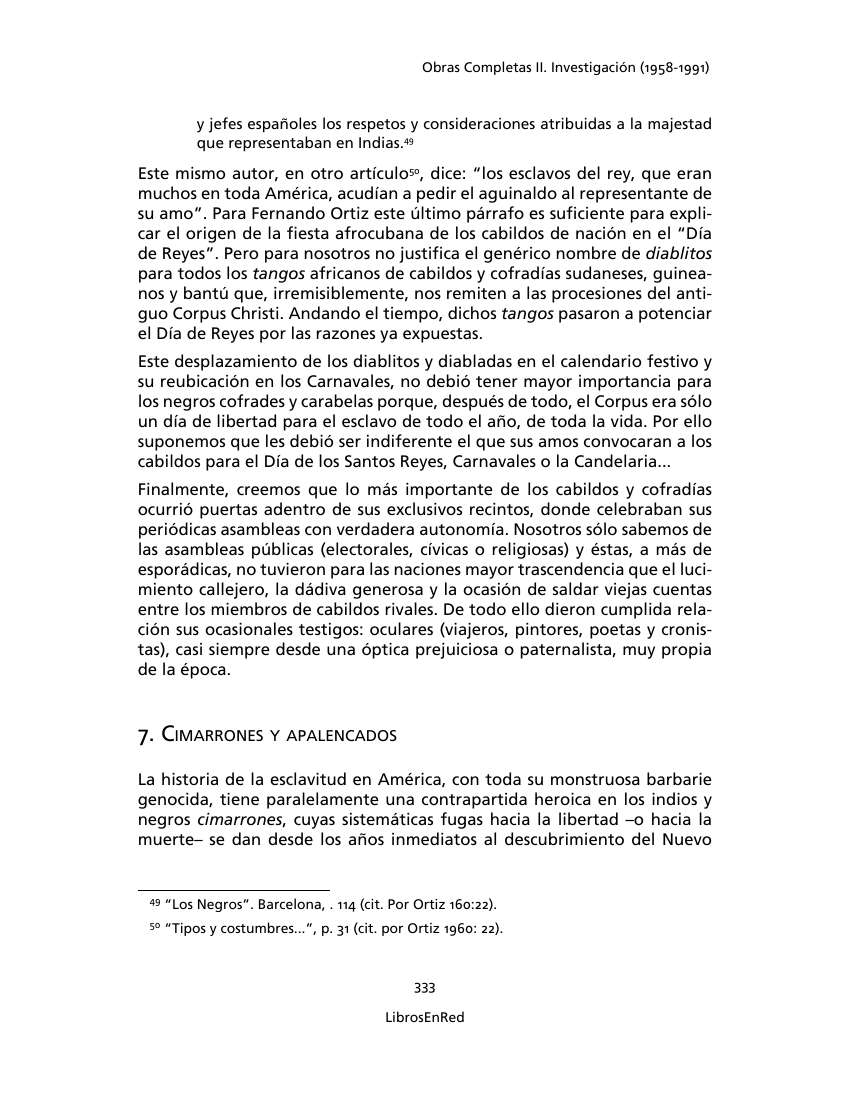 Obras Completas II. Investigación (1958-1991)
y jefes españoles los respetos y consideraciones atribuidas a la majestad
que representaban en Indias.49
Este mismo autor, en otro artículo50, dice: “los esclavos del rey, que eran
muchos en toda América, acudían a pedir el aguinaldo al representante de
su amo”. Para Fernando Ortiz este último párrafo es suficiente para expli-
car el origen de la fiesta afrocubana de los cabildos de nación en el “Día
de Reyes”. Pero para nosotros no justifica el genérico nombre de diablitos
para todos los tangos africanos de cabildos y cofradías sudaneses, guinea-
nos y bantú que, irremisiblemente, nos remiten a las procesiones del anti-
guo Corpus Christi. Andando el tiempo, dichos tangos pasaron a potenciar
el Día de Reyes por las razones ya expuestas.
Este desplazamiento de los diablitos y diabladas en el calendario festivo y
su reubicación en los Carnavales, no debió tener mayor importancia para
los negros cofrades y carabelas porque, después de todo, el Corpus era sólo
un día de libertad para el esclavo de todo el año, de toda la vida. Por ello
suponemos que les debió ser indiferente el que sus amos convocaran a los
cabildos para el Día de los Santos Reyes, Carnavales o la Candelaria...
Finalmente, creemos que lo más importante de los cabildos y cofradías
ocurrió puertas adentro de sus exclusivos recintos, donde celebraban sus
periódicas asambleas con verdadera autonomía. Nosotros sólo sabemos de
las asambleas públicas (electorales, cívicas o religiosas) y éstas, a más de
esporádicas, no tuvieron para las naciones mayor trascendencia que el luci-
miento callejero, la dádiva generosa y la ocasión de saldar viejas cuentas
entre los miembros de cabildos rivales. De todo ello dieron cumplida rela-
ción sus ocasionales testigos: oculares (viajeros, pintores, poetas y cronis-
tas), casi siempre desde una óptica prejuiciosa o paternalista, muy propia
de la época.
7. Cimarrones y apalencados
La historia de la esclavitud en América, con toda su monstruosa barbarie
genocida, tiene paralelamente una contrapartida heroica en los indios y
negros cimarrones, cuyas sistemáticas fugas hacia la libertad –o hacia la
muerte– se dan desde los años inmediatos al descubrimiento del Nuevo
49 “Los Negros”. Barcelona, . 114 (cit. Por Ortiz 160:22).
50 “Tipos y costumbres...”, p. 31 (cit. por Ortiz 1960: 22).
333
LibrosEnRed